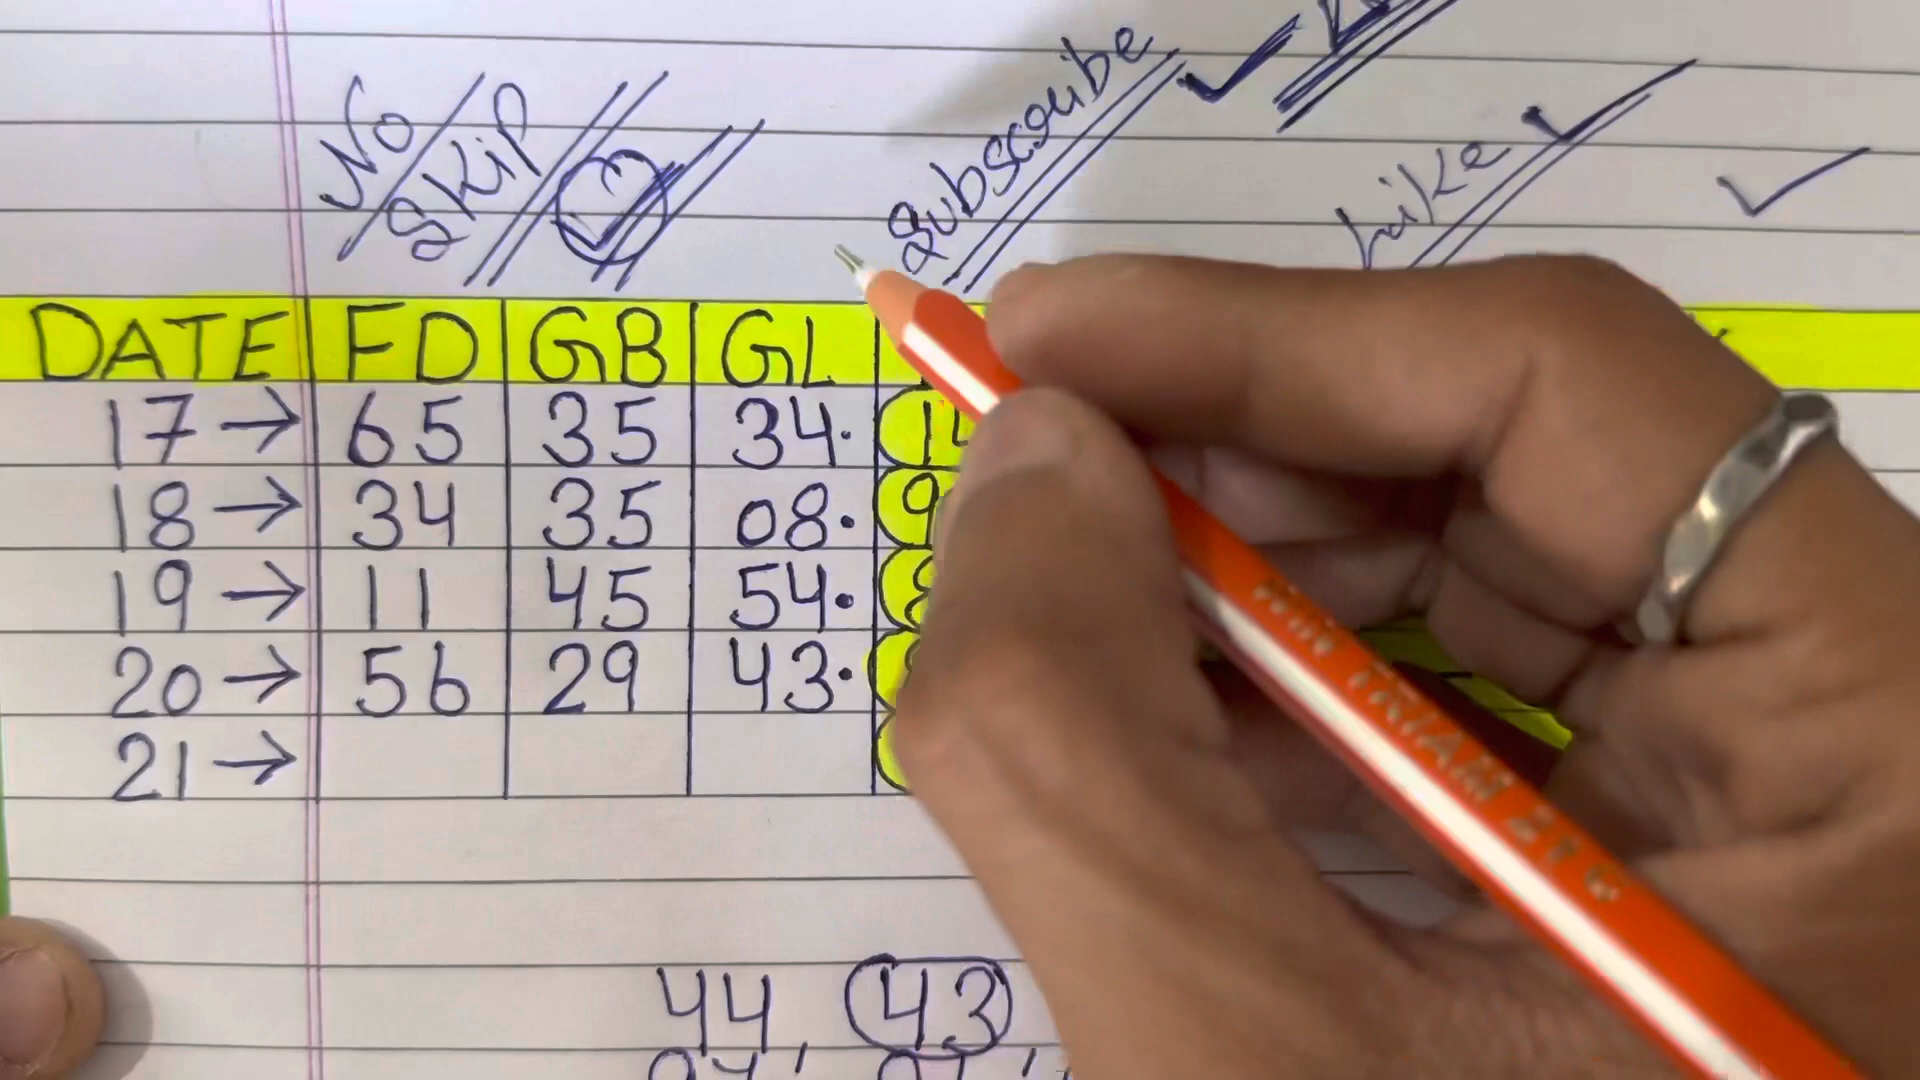 No
SKIP
Subscribe
Like
DATE FD GB GL
17 → 65 35 34. 14
18 → 34 35 08.
19 → 11 45 54.
20 → 56 29 43.
21 →
44, 43